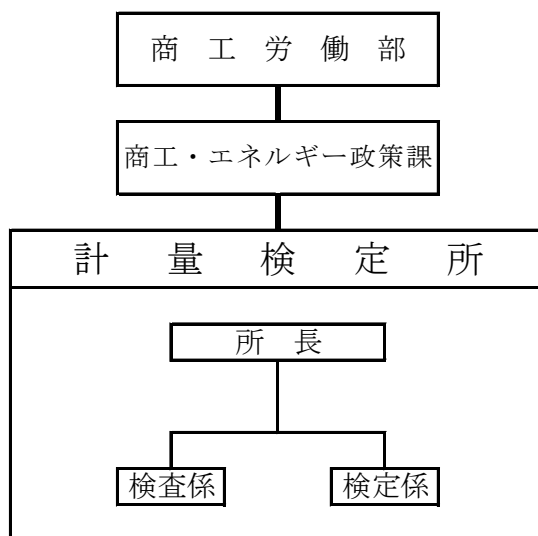 商工労働部
商工・エネルギー政策課
計量検定所
所長
検査係
検定係